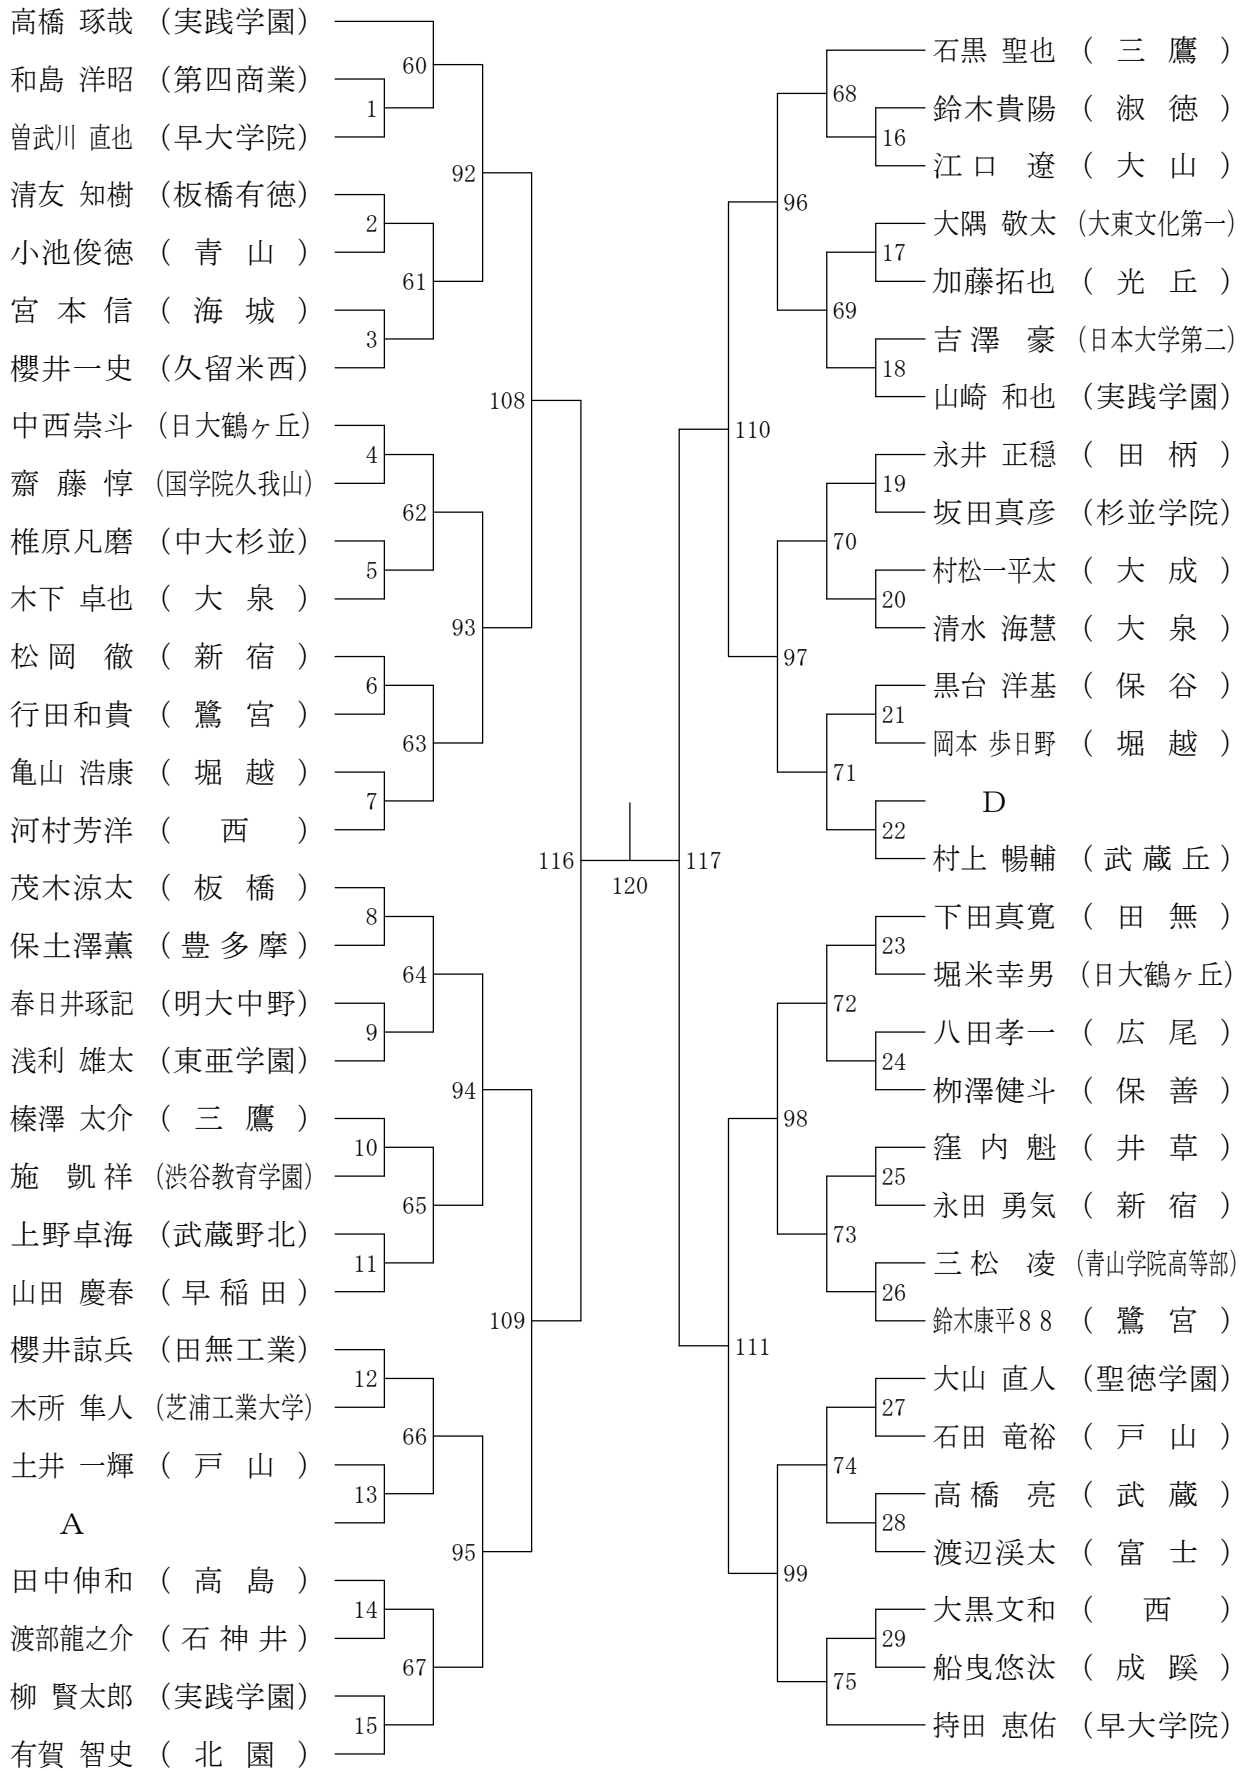 高橋 琢哉 (実践学園)
和島 洋昭 (第四商業)
曽武川 直也 (早大学院)
清友 知樹 (板橋有徳)
小池俊徳 ( 青 山 )
宮 本 信 ( 海 城 )
櫻井一史 (久留米西)
中西崇斗 (日大鶴ヶ丘)
齋 藤 惇 (国学院久我山)
椎原凡磨 (中大杉並)
木下 卓也 ( 大 泉 )
松 岡 徹 ( 新 宿 )
行田和貴 ( 鷺 宮 )
亀山 浩康 ( 堀 越 )
河村芳洋 ( 西 )
茂木涼太 ( 板 橋 )
保土澤薫 ( 豊 多 摩 )
春日井琢記 (明大中野)
浅利 雄太 (東亜学園)
榛澤 太介 ( 三 鷹 )
施 凱 祥 (渋谷教育学園)
上野卓海 (武蔵野北)
山田 慶春 ( 早 稲 田 )
櫻井諒兵 (田無工業)
木所 隼人 (芝浦工業大学)
土井 一輝 ( 戸 山 )
A
田中伸和 ( 高 島 )
渡部龍之介 ( 石 神 井 )
柳 賢太郎 (実践学園)
有賀 智史 ( 北 園 )
1
2
3
4
5
6
7
8
9
10
11
12
13
14
15
60
61
62
63
64
65
66
67
92
93
94
95
108
109
116
120
117
110
111
96
97
98
99
68
69
70
71
72
73
74
75
16
17
18
19
20
21
22
23
24
25
26
27
28
29
石黒 聖也 ( 三 鷹 )
鈴木貴陽 ( 淑 徳 )
江 口 遼 ( 大 山 )
大隅 敬太 (大東文化第一)
加藤拓也 ( 光 丘 )
吉 澤 豪 (日本大学第二)
山崎 和也 (実践学園)
永井 正穏 ( 田 柄 )
坂田真彦 (杉並学院)
村松一平太 ( 大 成 )
清水 海慧 ( 大 泉 )
黒台 洋基 ( 保 谷 )
岡本 歩日野 ( 堀 越 )
D
村上 暢輔 ( 武 蔵 丘 )
下田真寛 ( 田 無 )
堀米幸男 (日大鶴ヶ丘)
八田孝一 ( 広 尾 )
栁澤健斗 ( 保 善 )
窪 内 魁 ( 井 草 )
永田 勇気 ( 新 宿 )
三 松 凌 (青山学院高等部)
鈴木康平８８ ( 鷺 宮 )
大山 直人 (聖徳学園)
石田 竜裕 ( 戸 山 )
高 橋 亮 ( 武 蔵 )
渡辺渓太 ( 富 士 )
大黒文和 ( 西 )
船曳悠汰 ( 成 蹊 )
持田 恵佑 (早大学院)